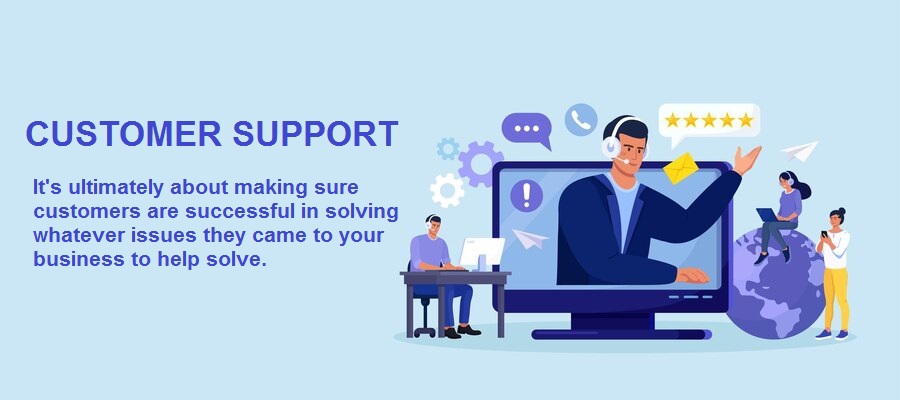 CUSTOMER SUPPORT
It's ultimately about making sure
customers are successful in solving
whatever issues they came to your
business to help solve.